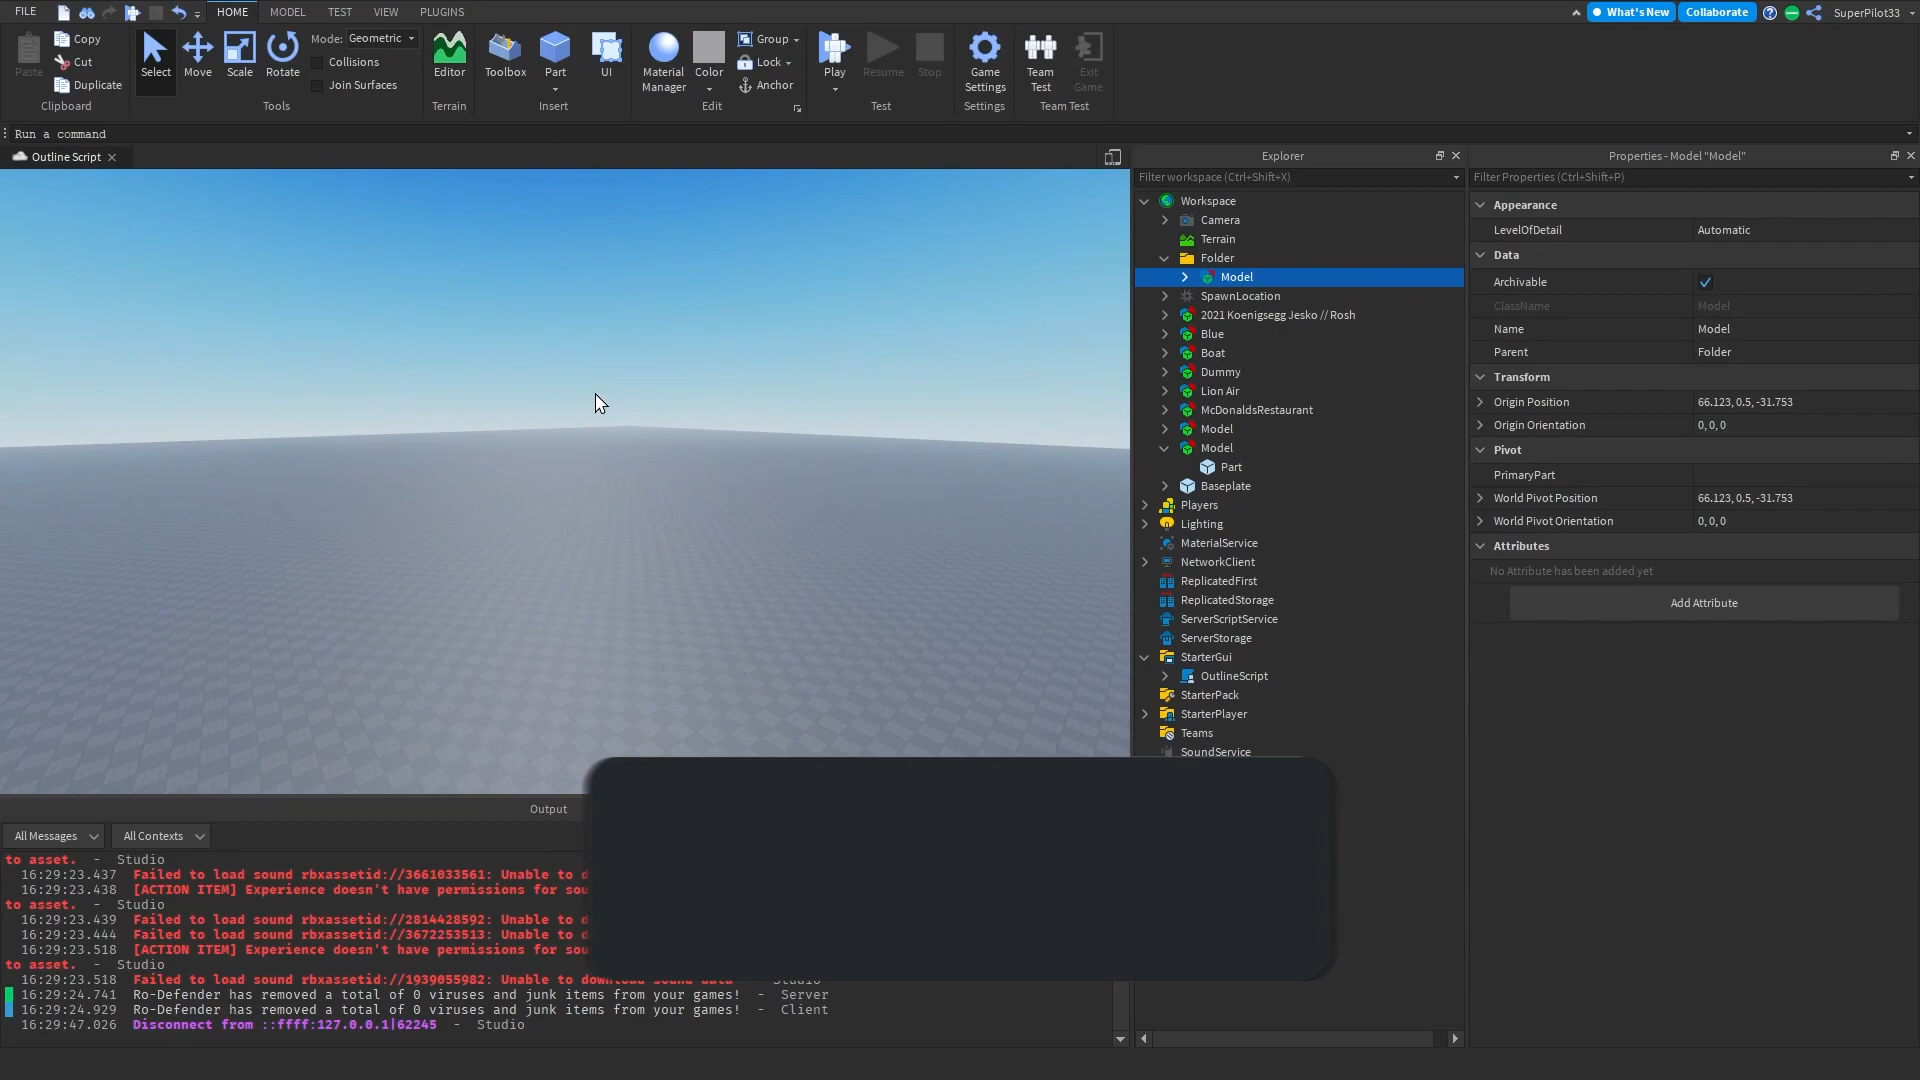 FILE
HOME
MODEL
TEST
VIEW
PLUGINS
What's New
Collaborate
SuperPilot33
Paste
Copy
Cut
Duplicate
Clipboard
Select
Move
Scale
Rotate
Mode: Geometric
Collisions
Join Surfaces
Tools
Editor
Terrain
Toolbox
Part
UI
Insert
Material Manager
Color
Group
Lock
Anchor
Edit
Play
Resume
Stop
Test
Game Settings
Settings
Team Test
Exit Game
Team Test
Run a command
Outline Script
Explorer
Filter workspace (Ctrl+Shift+X)
Workspace
Camera
Terrain
Folder
Model
SpawnLocation
2021 Koenigsegg Jesko // Rosh
Blue
Boat
Dummy
Lion Air
McDonaldsRestaurant
Model
Model
Part
Baseplate
Players
Lighting
MaterialService
NetworkClient
ReplicatedFirst
ReplicatedStorage
ServerScriptService
ServerStorage
StarterGui
OutlineScript
StarterPack
StarterPlayer
Teams
SoundService
Properties - Model "Model"
Filter Properties (Ctrl+Shift+P)
Appearance
LevelOfDetail Automatic
Data
Archivable
ClassName Model
Name Model
Parent Folder
Transform
Origin Position 66.123, 0.5, -31.753
Origin Orientation 0, 0, 0
Pivot
PrimaryPart
World Pivot Position 66.123, 0.5, -31.753
World Pivot Orientation 0, 0, 0
Attributes
No Attribute has been added yet
Add Attribute
Output
All Messages
All Contexts
to asset. - Studio
16:29:23.437 Failed to load sound rbxassetid://3661033561: Unable to d
16:29:23.438 [ACTION ITEM] Experience doesn't have permissions for sou
to asset. - Studio
16:29:23.439 Failed to load sound rbxassetid://2814428592: Unable to d
16:29:23.444 Failed to load sound rbxassetid://3672253513: Unable to d
16:29:23.518 [ACTION ITEM] Experience doesn't have permissions for sou
to asset. - Studio
16:29:23.518 Failed to load sound rbxassetid://1939055982: Unable to download sound data - Studio
16:29:24.741 Ro-Defender has removed a total of 0 viruses and junk items from your games! - Server
16:29:24.929 Ro-Defender has removed a total of 0 viruses and junk items from your games! - Client
16:29:47.026 Disconnect from ::ffff:127.0.0.1|62245 - Studio